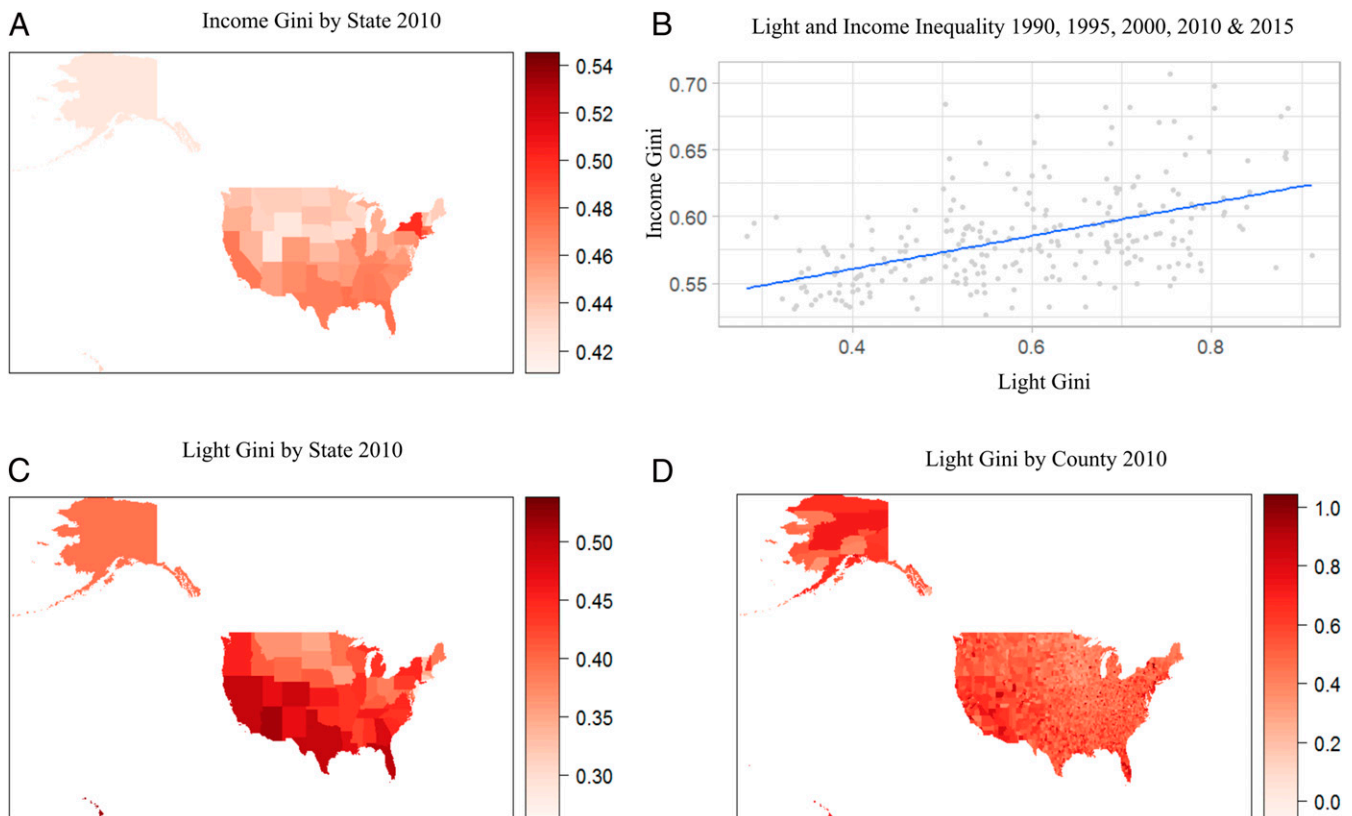 A
Income Gini by State 2010
0.54
0.52
0.50
0.48
0.46
0.44
0.42
B
Light and Income Inequality 1990, 1995, 2000, 2010 & 2015
Income Gini
0.70
0.65
0.60
0.55
0.4 0.6 0.8
Light Gini
C
Light Gini by State 2010
0.50
0.45
0.40
0.35
0.30
D
Light Gini by County 2010
1.0
0.8
0.6
0.4
0.2
0.0